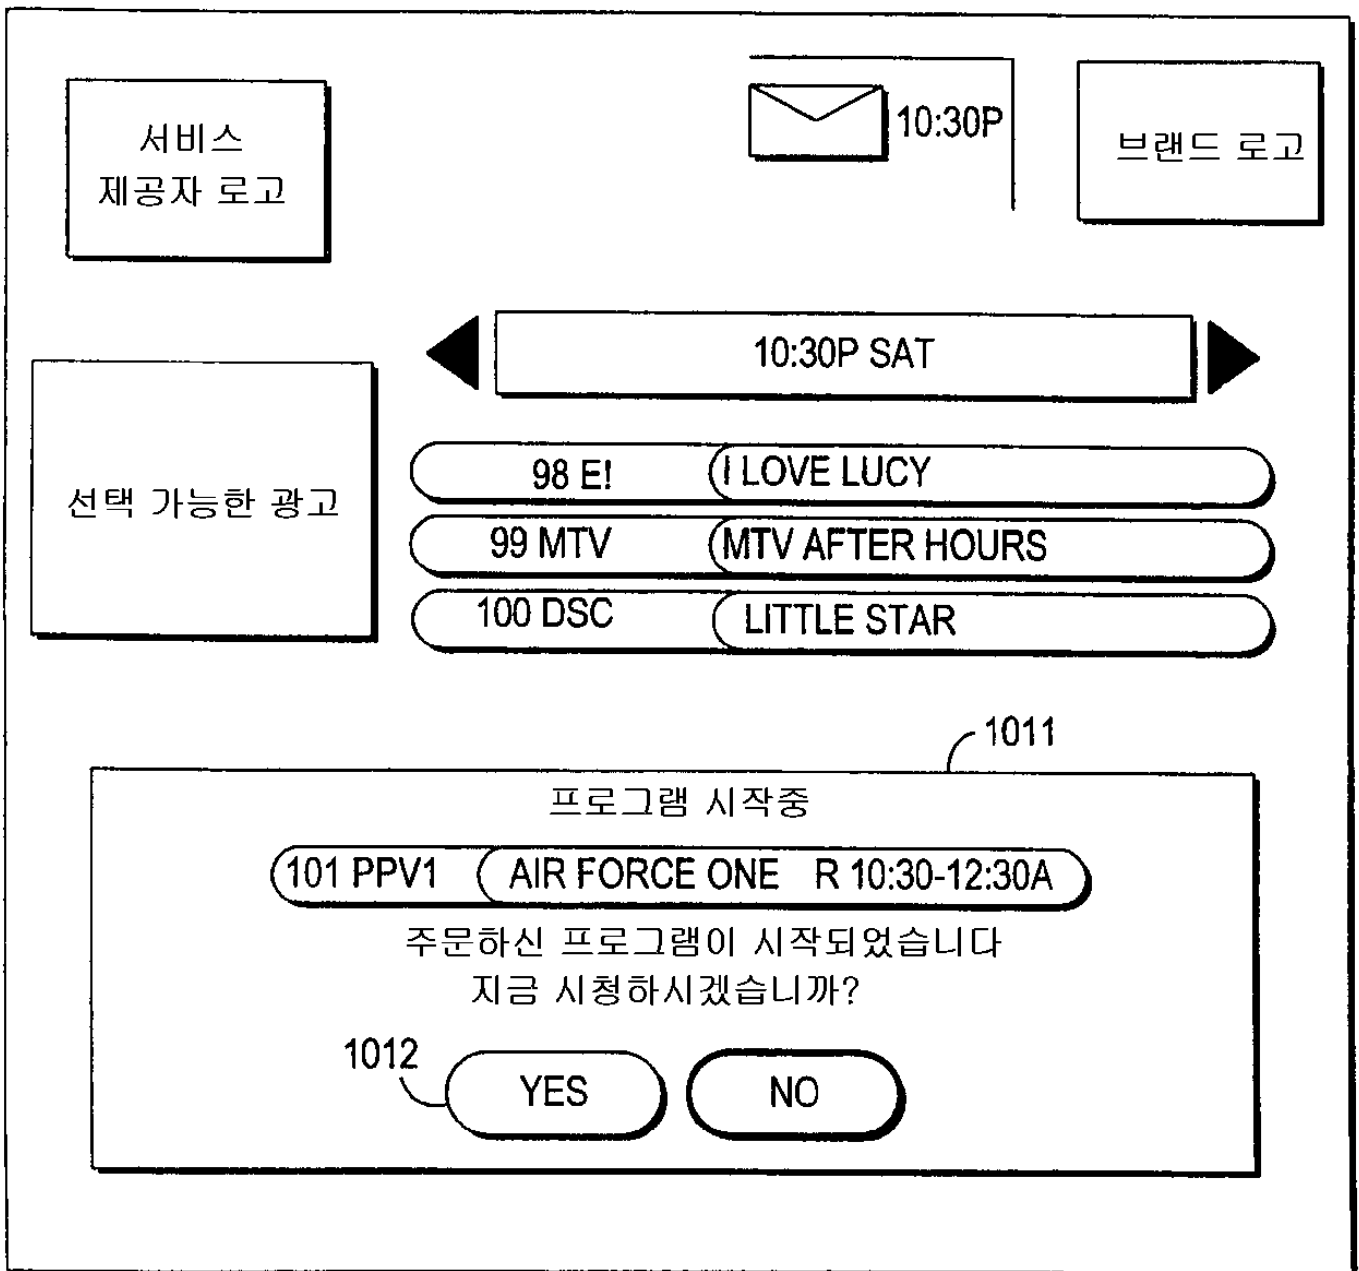 서비스
제공자 로고
10:30P
브랜드 로고
10:30P SAT
선택 가능한 광고
98 E! I LOVE LUCY
99 MTV MTV AFTER HOURS
100 DSC LITTLE STAR
1011
프로그램 시작중
101 PPV1 AIR FORCE ONE R 10:30-12:30A
주문하신 프로그램이 시작되었습니다
지금 시청하시겠습니까?
1012
YES NO